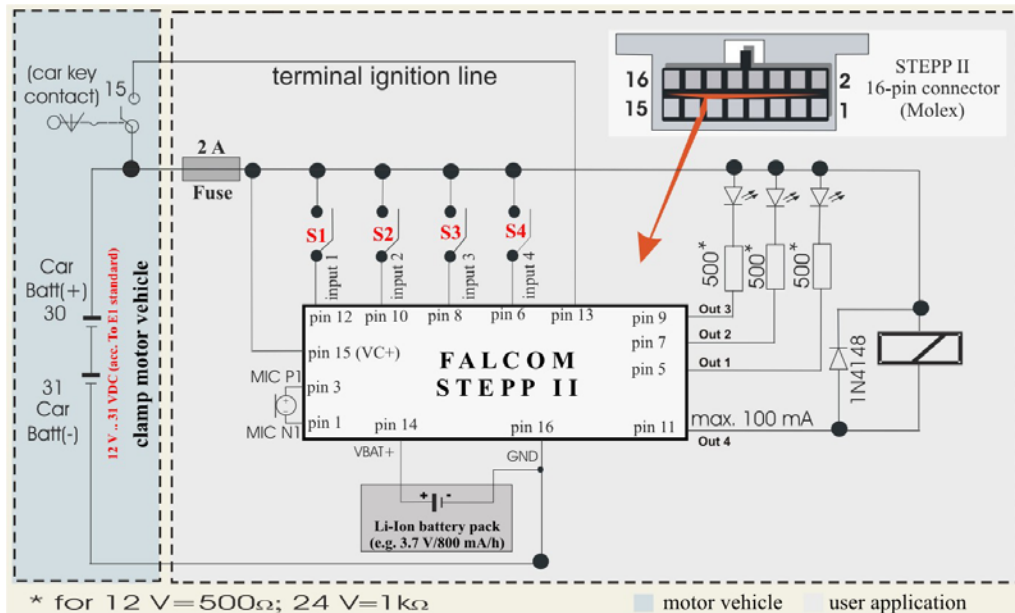 (car key
contact)
15
terminal ignition line
16
15
2
1
STEPP II
16-pin connector
(Molex)
2 A
Fuse
S1
S2
S3
S4
input 1
input 2
input 3
input 4
500*
500*
500*
Car
Batt(+)
30
31
Car
Batt(-)
12 V .. 31 VDC (acc. To E1 standard)
clamp motor vehicle
pin 12
pin 10
pin 8
pin 6
pin 13
pin 9
Out 3
pin 7
Out 2
pin 5
Out 1
pin 15 (VC+)
FALCOM
STEPP II
MIC P1
pin 3
MIC N1
pin 1
pin 14
pin 16
pin 11
max. 100 mA
Out 4
1N4148
VBAT+
GND
+ -
Li-Ion battery pack
(e.g. 3.7 V/800 mA/h)
* for 12 V=500Ω; 24 V=1kΩ
motor vehicle
user application